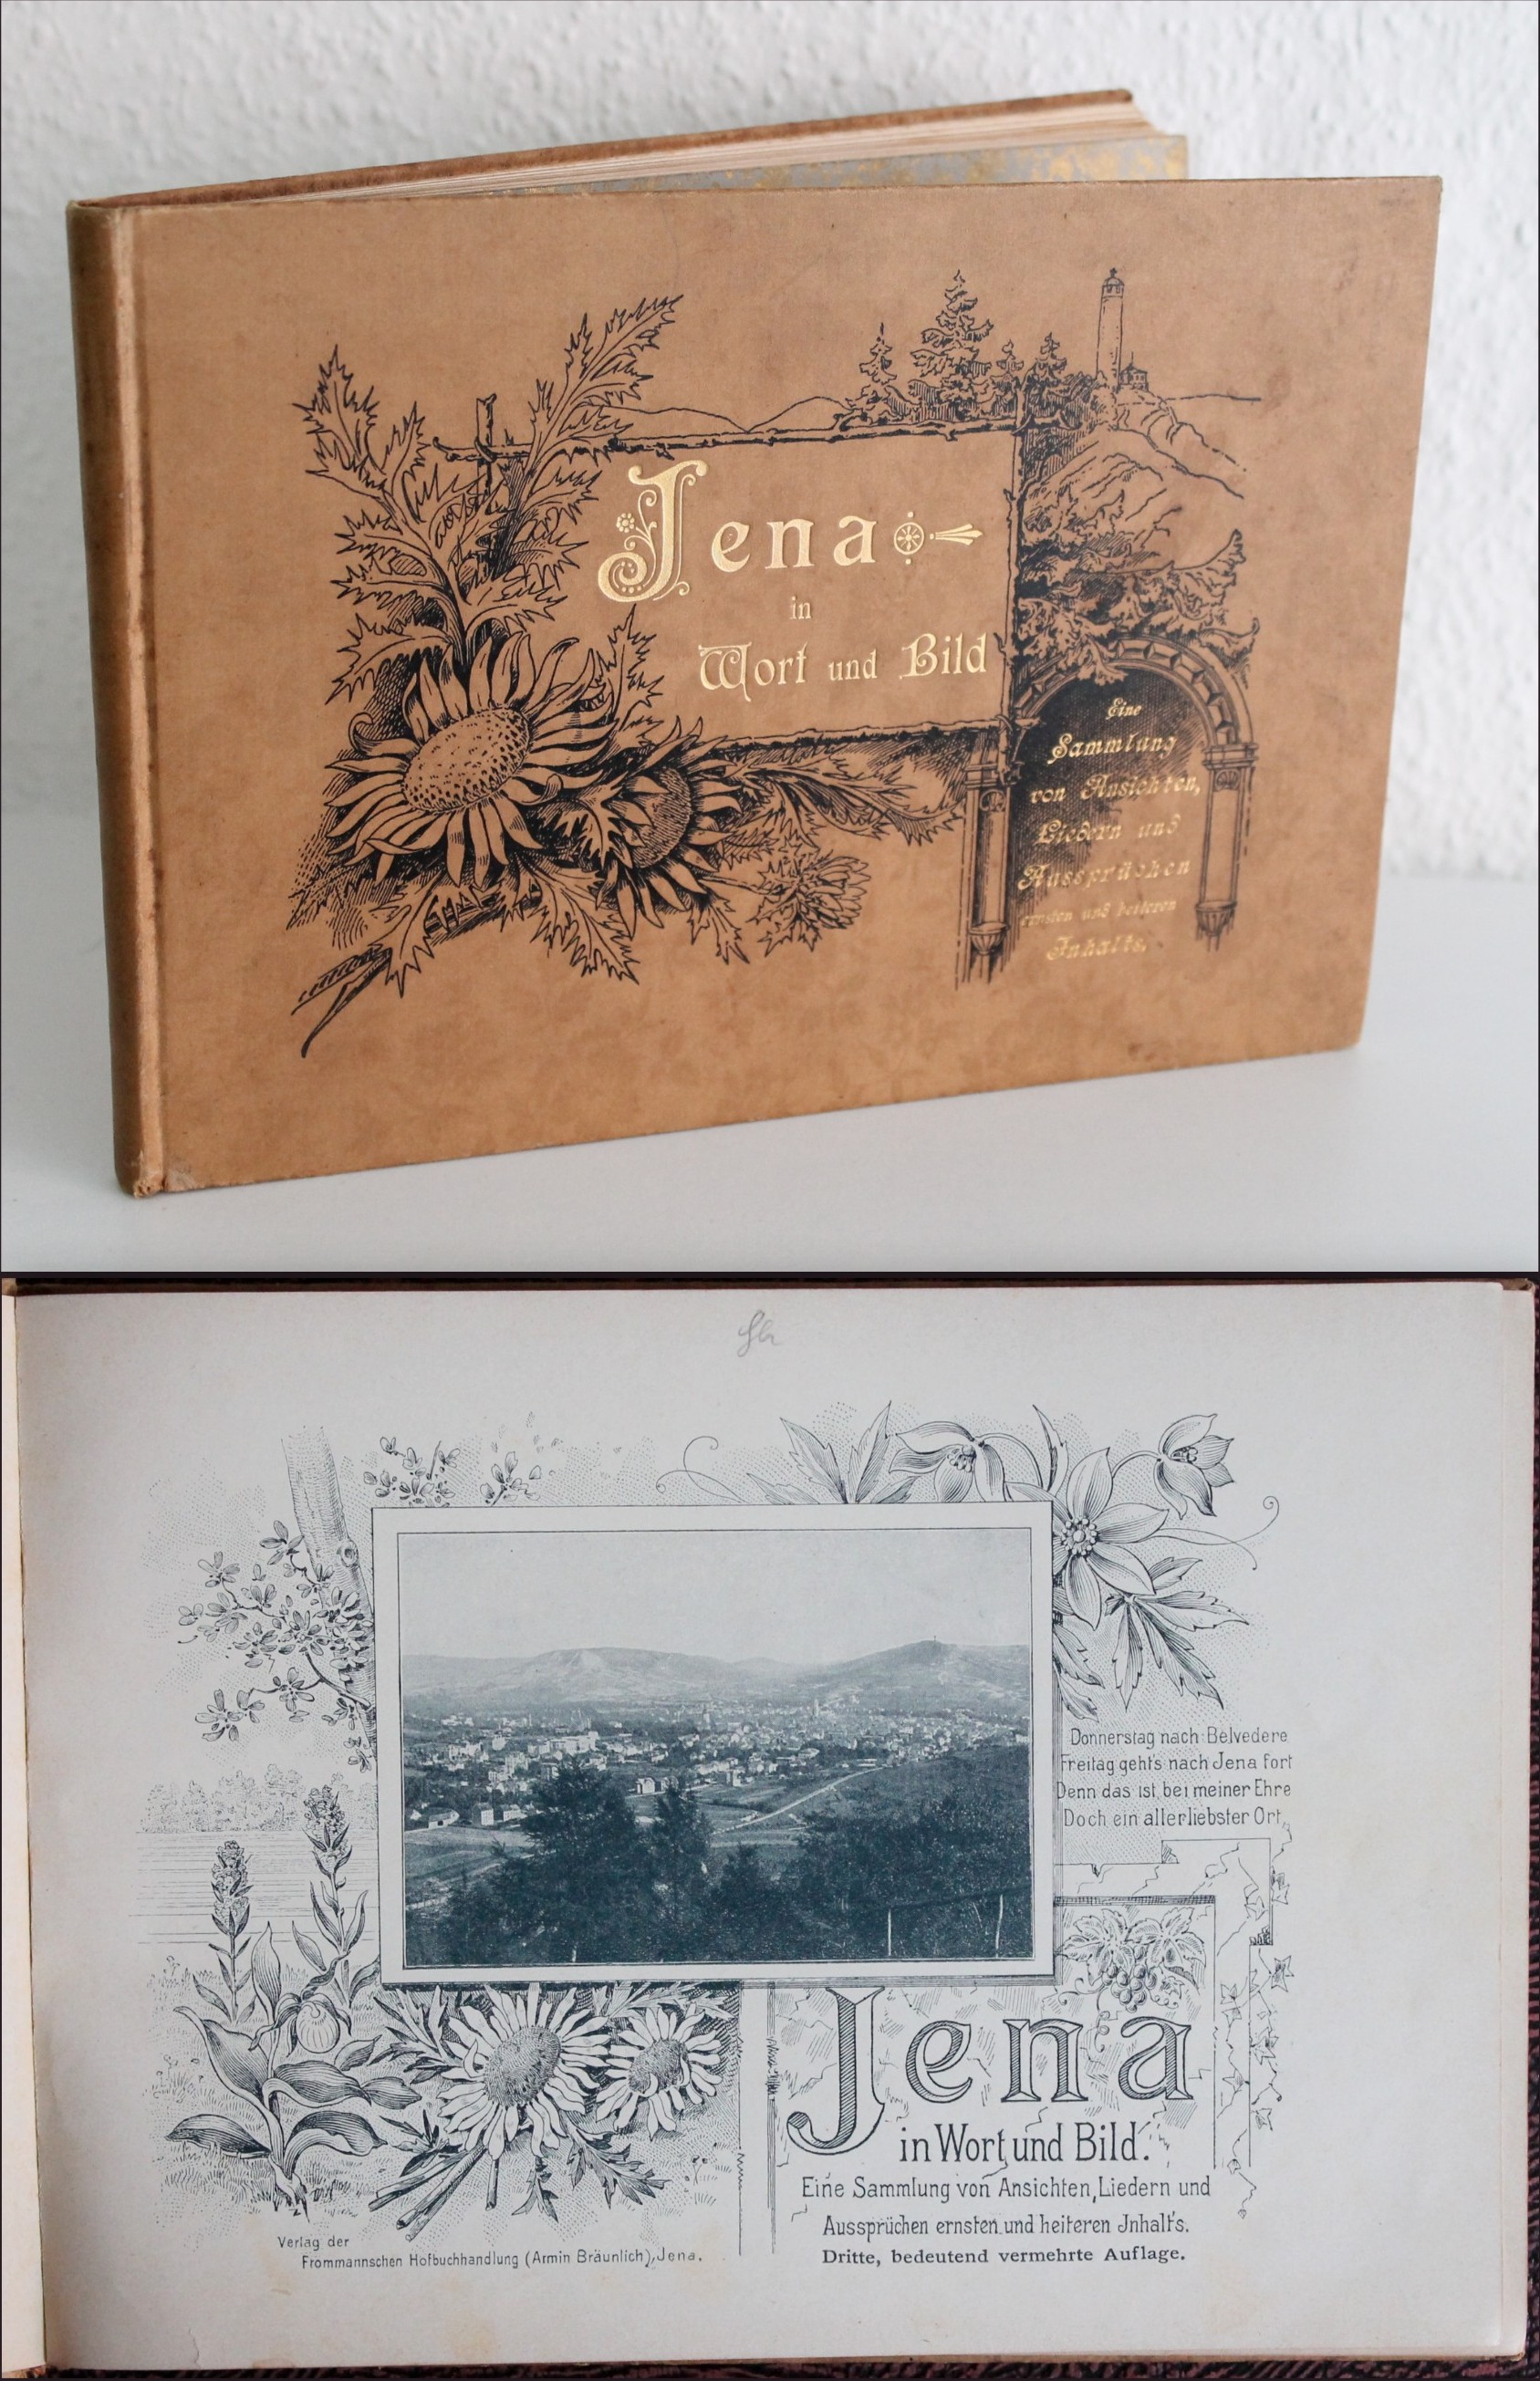 Jena
in
Wort und Bild
Eine
Sammlung
von Ansichten,
Liedern und
Aussprüchen
ernsten und heiteren
Inhalts.
Donnerstag nach Belvedere
Freitag geht's nach Jena fort
Denn das ist bei meiner Ehre
Doch ein allerliebster Ort.
Jena
in Wort und Bild.
Eine Sammlung von Ansichten, Liedern und
Aussprüchen ernsten und heiteren Jnhalts.
Dritte, bedeutend vermehrte Auflage.
Verlag der
Frommannschen Hofbuchhandlung (Armin Bräunlich), Jena.